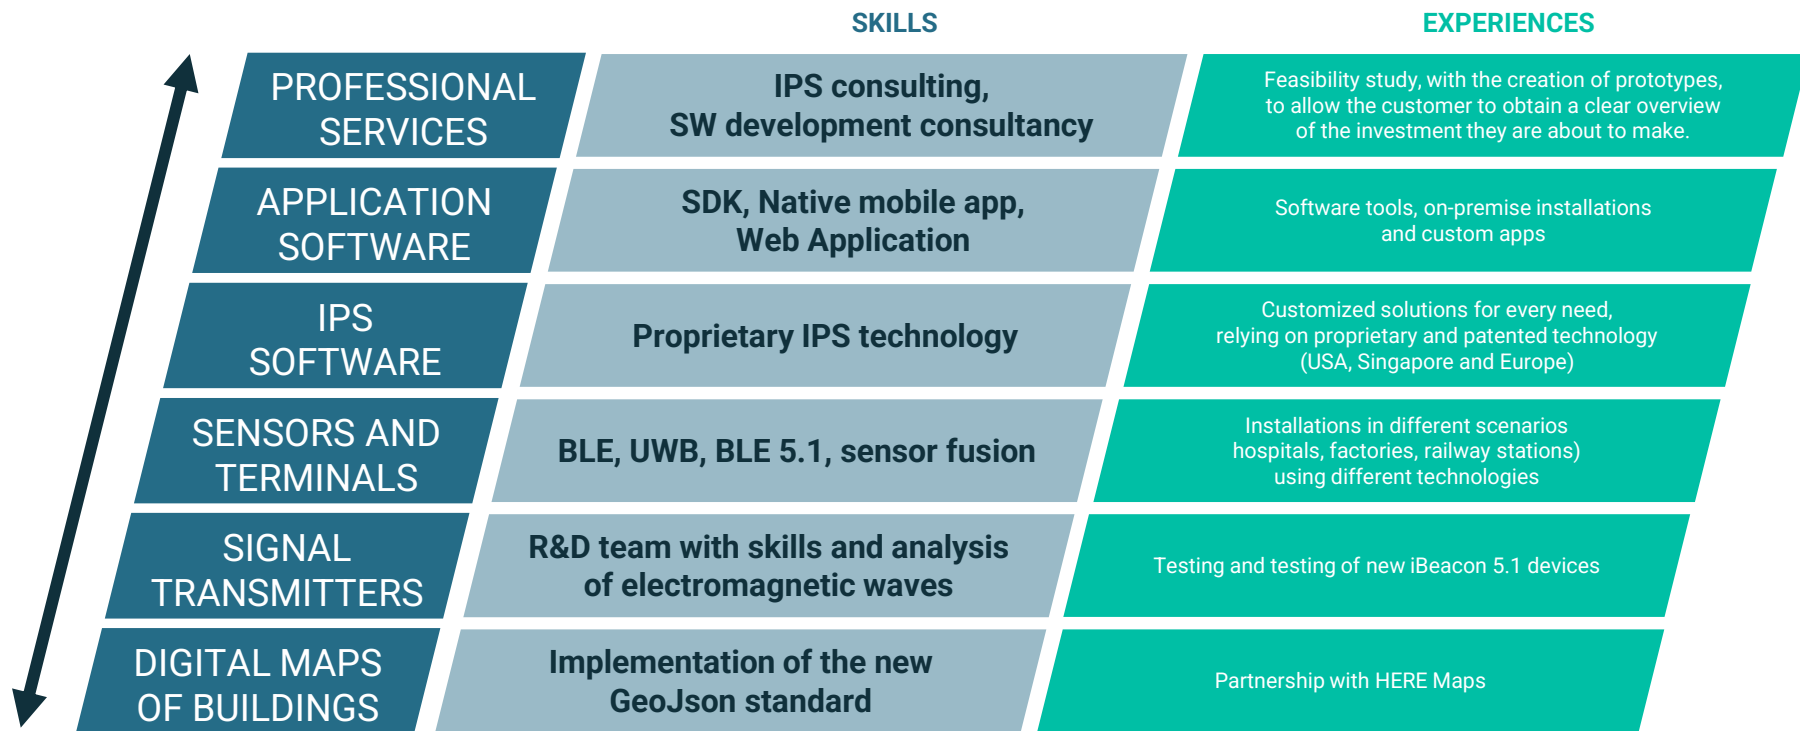 SKILLS
EXPERIENCES
PROFESSIONAL
SERVICES
IPS consulting,
SW development consultancy
Feasibility study, with the creation of prototypes,
to allow the customer to obtain a clear overview
of the investment they are about to make.
APPLICATION
SOFTWARE
SDK, Native mobile app,
Web Application
Software tools, on-premise installations
and custom apps
IPS
SOFTWARE
Proprietary IPS technology
Customized solutions for every need,
relying on proprietary and patented technology
(USA, Singapore and Europe)
SENSORS AND
TERMINALS
BLE, UWB, BLE 5.1, sensor fusion
Installations in different scenarios
hospitals, factories, railway stations)
using different technologies
SIGNAL
TRANSMITTERS
R&D team with skills and analysis
of electromagnetic waves
Testing and testing of new iBeacon 5.1 devices
DIGITAL MAPS
OF BUILDINGS
Implementation of the new
GeoJson standard
Partnership with HERE Maps